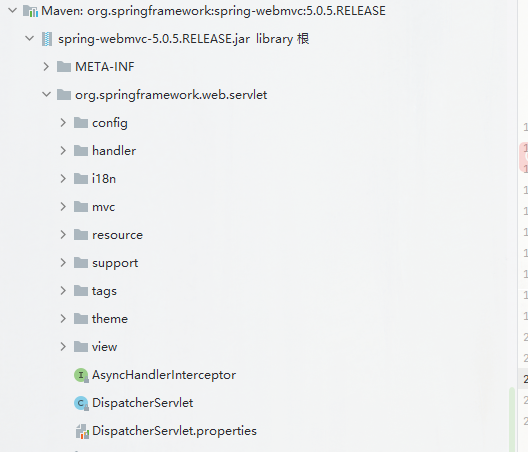 Maven: org.springframework:spring-webmvc:5.0.5.RELEASE
spring-webmvc-5.0.5.RELEASE.jar library 根
META-INF
org.springframework.web.servlet
config
handler
i18n
mvc
resource
support
tags
theme
view
AsyncHandlerInterceptor
DispatcherServlet
DispatcherServlet.properties